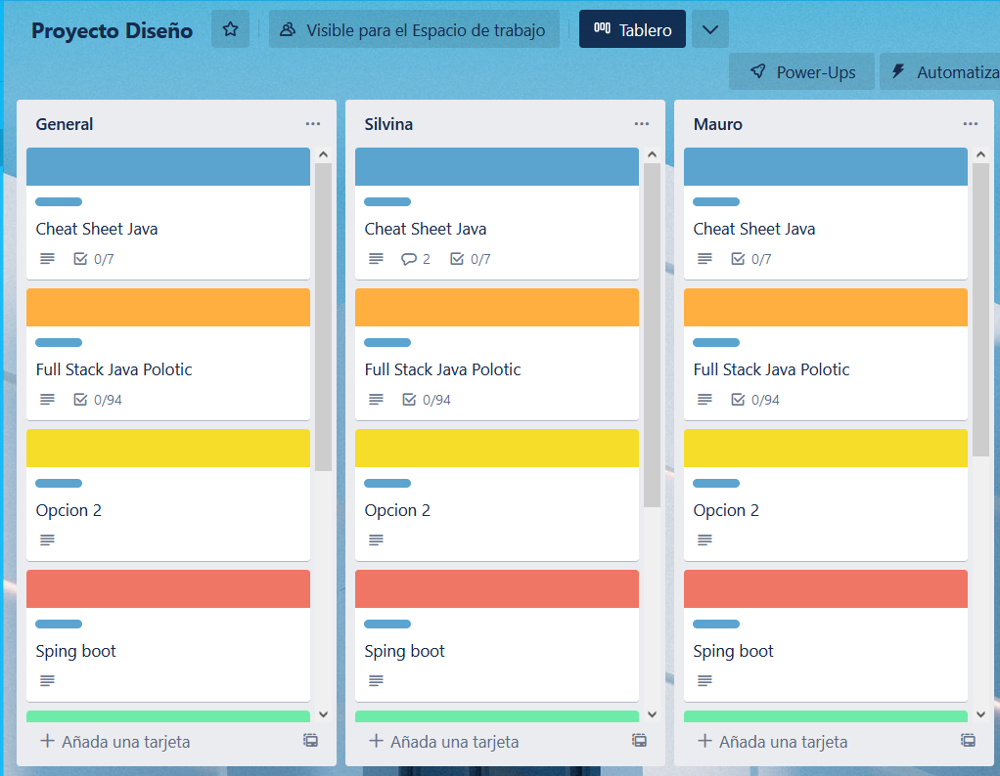 Proyecto Diseño
Visible para el Espacio de trabajo
Tablero
Power-Ups
Automatiza
General
Cheat Sheet Java
0/7
Full Stack Java Polotic
0/94
Opcion 2
Sping boot
Añada una tarjeta
Silvina
Cheat Sheet Java
2
0/7
Full Stack Java Polotic
0/94
Opcion 2
Sping boot
Añada una tarjeta
Mauro
Cheat Sheet Java
0/7
Full Stack Java Polotic
0/94
Opcion 2
Sping boot
Añada una tarjeta